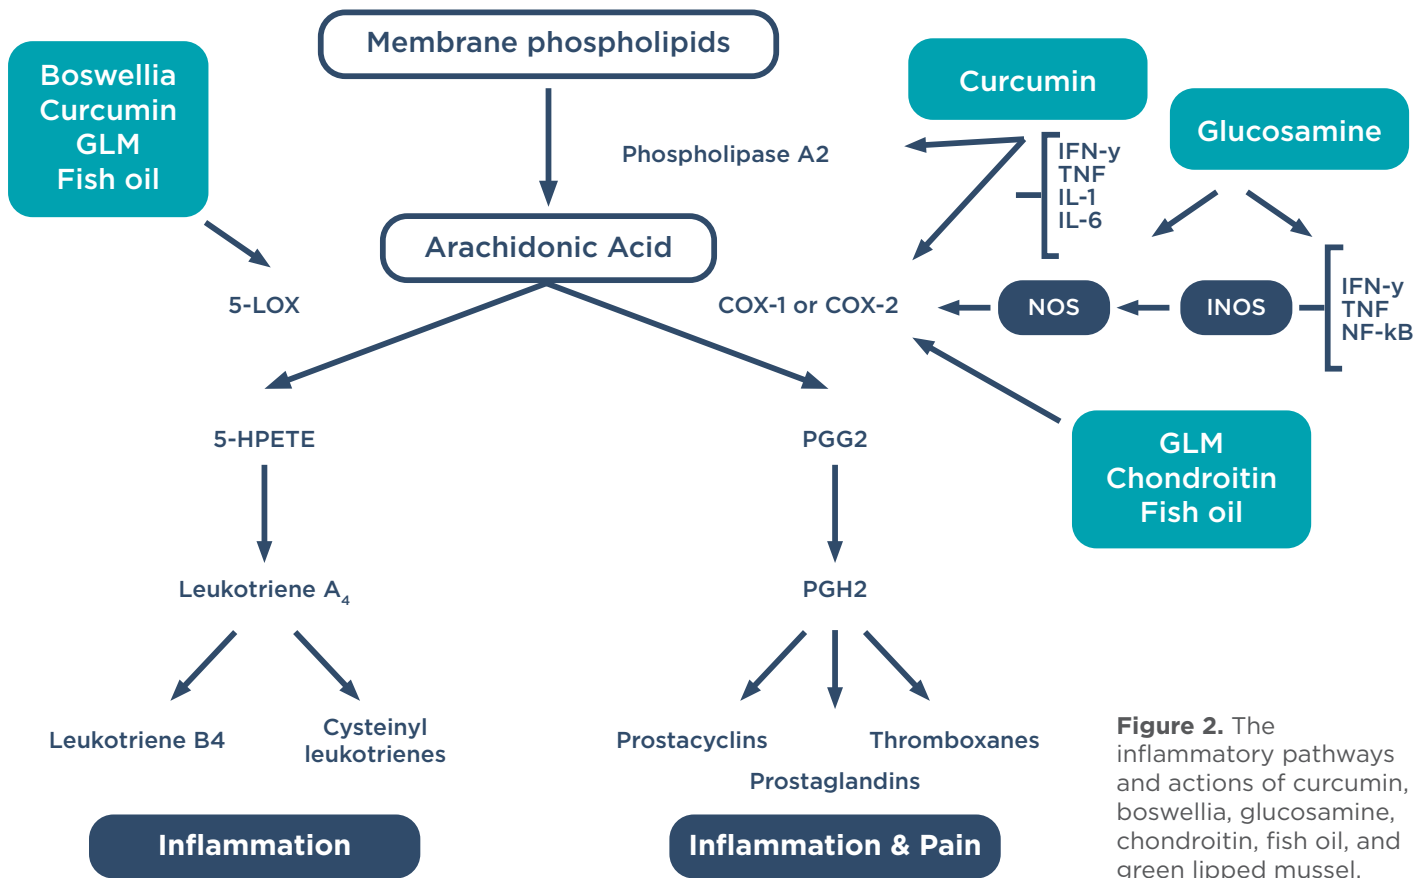 Membrane phospholipids
Boswellia
Curcumin
GLM
Fish oil
Curcumin
Glucosamine
Phospholipase A2
IFN-y
TNF
IL-1
IL-6
Arachidonic Acid
5-LOX
COX-1 or COX-2
NOS
INOS
IFN-y
TNF
NF-kB
5-HPETE
PGG2
GLM
Chondroitin
Fish oil
Leukotriene A₄
PGH2
Leukotriene B4
Cysteinyl
leukotrienes
Prostacyclins
Thromboxanes
Prostaglandins
Inflammation
Inflammation & Pain
Figure 2. The
inflammatory pathways
and actions of curcumin,
boswellia, glucosamine,
chondroitin, fish oil, and
green lipped mussel.